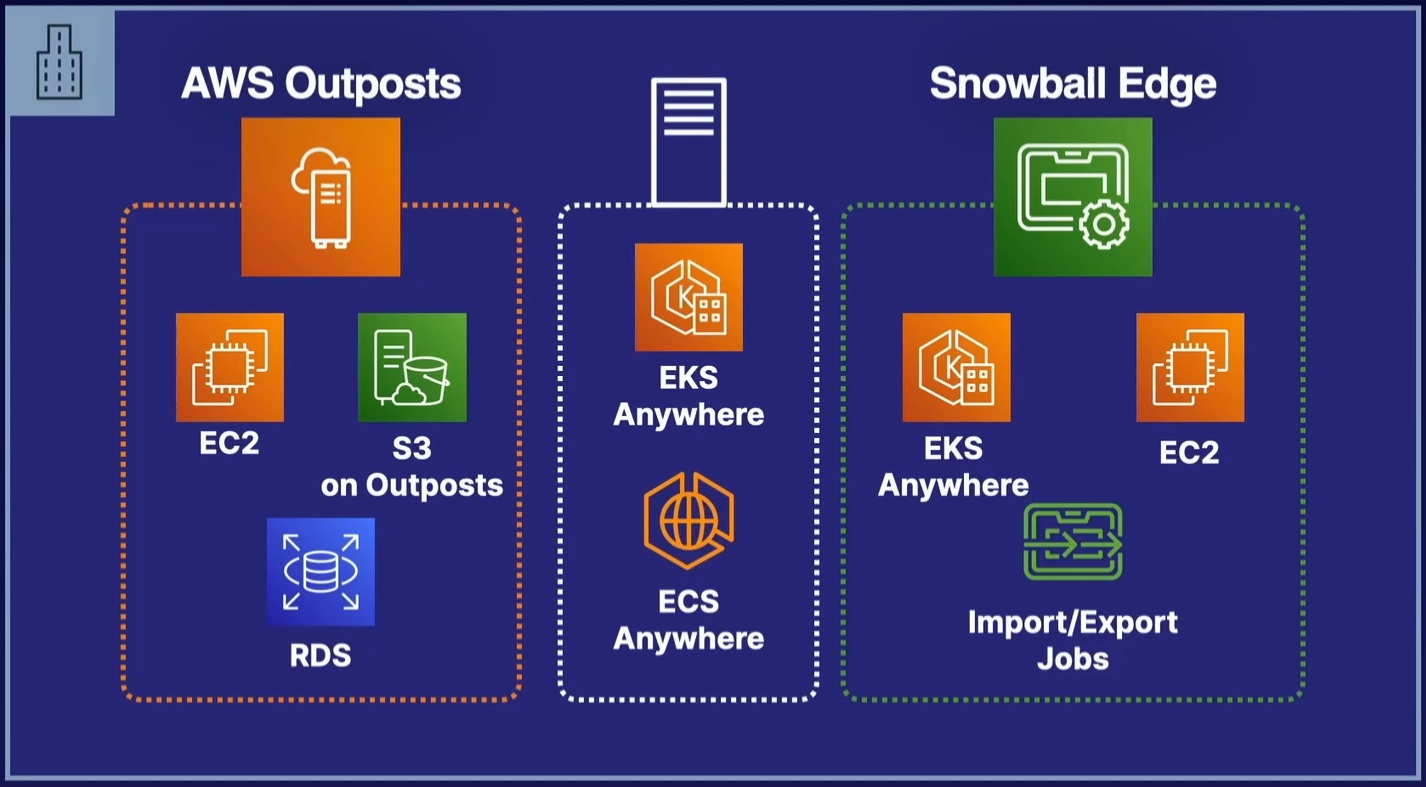 AWS Outposts
EC2
S3
on Outposts
RDS
EKS
Anywhere
ECS
Anywhere
Snowball Edge
EKS
Anywhere
EC2
Import/Export
Jobs